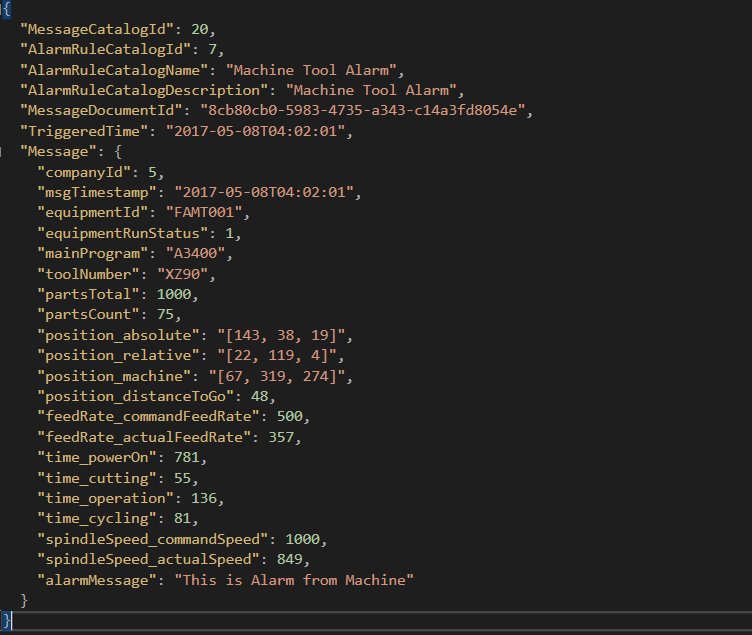 {
"MessageCatalogId": 20,
"AlarmRuleCatalogId": 7,
"AlarmRuleCatalogName": "Machine Tool Alarm",
"AlarmRuleCatalogDescription": "Machine Tool Alarm",
"MessageDocumentId": "8cb80cb0-5983-4735-a343-c14a3fd8054e",
"TriggeredTime": "2017-05-08T04:02:01",
"Message": {
"companyId": 5,
"msgTimestamp": "2017-05-08T04:02:01",
"equipmentId": "FAMT001",
"equipmentRunStatus": 1,
"mainProgram": "A3400",
"toolNumber": "XZ90",
"partsTotal": 1000,
"partsCount": 75,
"position_absolute": "[143, 38, 19]",
"position_relative": "[22, 119, 4]",
"position_machine": "[67, 319, 274]",
"position_distanceToGo": 48,
"feedRate_commandFeedRate": 500,
"feedRate_actualFeedRate": 357,
"time_powerOn": 781,
"time_cutting": 55,
"time_operation": 136,
"time_cycling": 81,
"spindleSpeed_commandSpeed": 1000,
"spindleSpeed_actualSpeed": 849,
"alarmMessage": "This is Alarm from Machine"
}
}